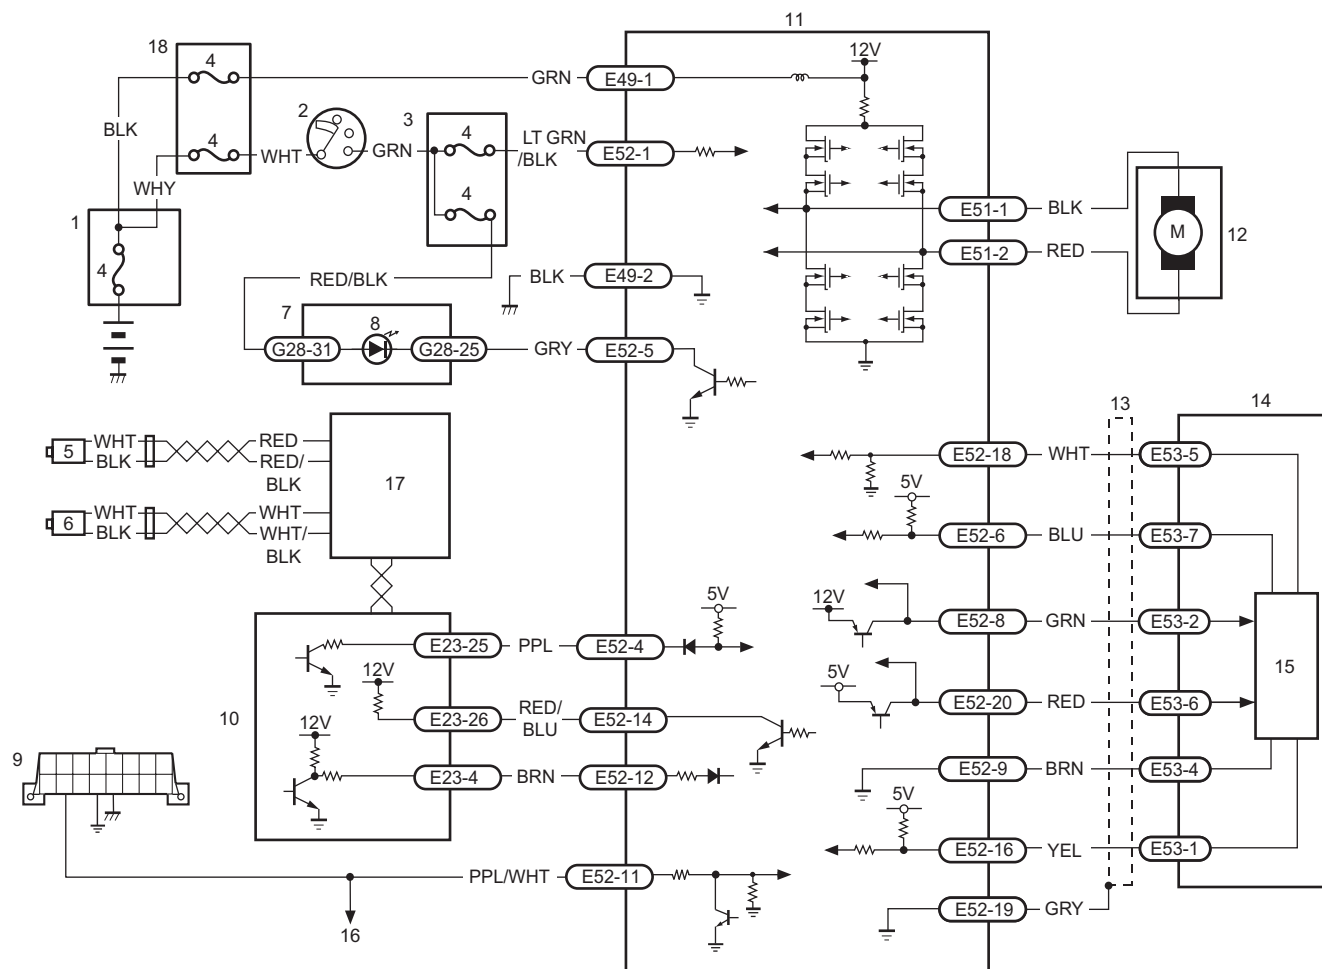 11
18
4
12V
GRN
E49-1
2
3
BLK
4
4
LT GRN
/BLK
E52-1
WHT
GRN
WHY
4
1
E51-1
BLK
M
12
4
E51-2
RED
RED/BLK
BLK
E49-2
7
8
G28-31
G28-25
GRY
E52-5
13
14
5
WHT
BLK
RED
RED/
BLK
17
E52-18
WHT
E53-5
5V
6
WHT
BLK
WHT
WHT/
BLK
E52-6
BLU
E53-7
5V
12V
E52-8
GRN
E53-2
E23-25
PPL
E52-4
15
12V
5V
E52-20
RED
E53-6
10
E23-26
RED/
BLU
E52-14
12V
9
E23-4
BRN
E52-12
E52-9
BRN
E53-4
5V
E52-16
YEL
E53-1
PPL/WHT
E52-11
E52-19
GRY
16